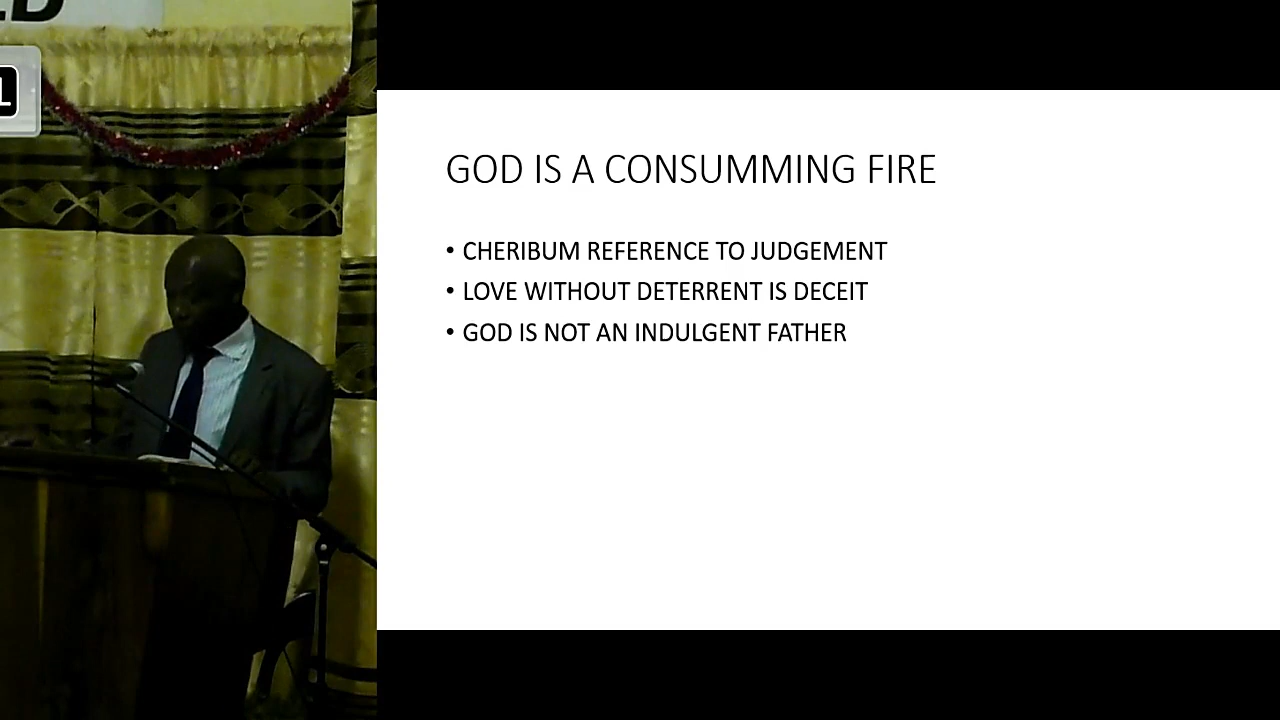 GOD IS A CONSUMMING FIRE
• CHERIBUM REFERENCE TO JUDGEMENT
• LOVE WITHOUT DETERRENT IS DECEIT
• GOD IS NOT AN INDULGENT FATHER